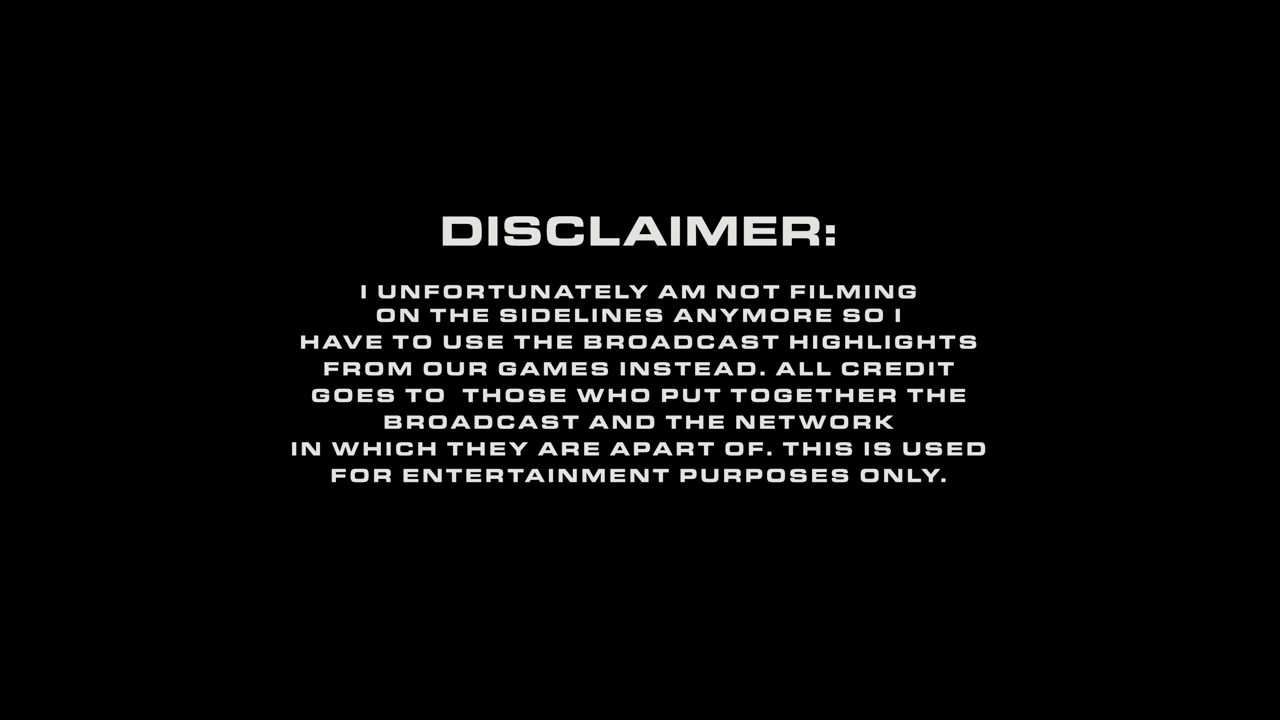 DISCLAIMER:
I UNFORTUNATELY AM NOT FILMING
ON THE SIDELINES ANYMORE SO I
HAVE TO USE THE BROADCAST HIGHLIGHTS
FROM OUR GAMES INSTEAD. ALL CREDIT
GOES TO  THOSE WHO PUT TOGETHER THE
BROADCAST AND THE NETWORK
IN WHICH THEY ARE APART OF. THIS IS USED
FOR ENTERTAINMENT PURPOSES ONLY.